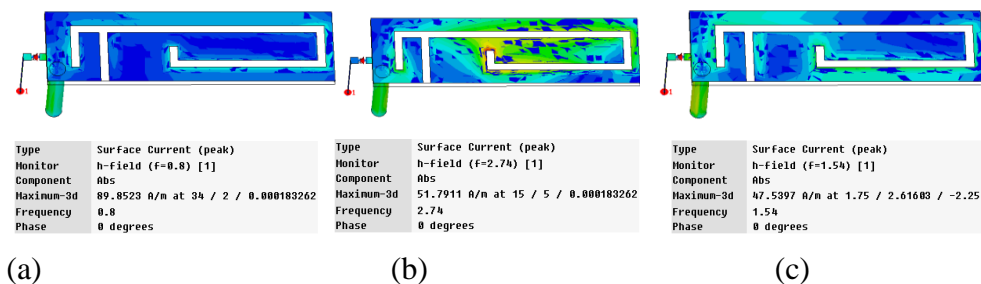 1
1
1
Type Surface Current (peak)
Monitor h-field (f=0.8) [1]
Component Abs
Maximum-3d 89.8523 A/m at 34 / 2 / 0.000183262
Frequency 0.8
Phase 0 degrees
Type Surface Current (peak)
Monitor h-field (f=2.74) [1]
Component Abs
Maximum-3d 51.7911 A/m at 15 / 5 / 0.000183262
Frequency 2.74
Phase 0 degrees
Type Surface Current (peak)
Monitor h-field (f=1.54) [1]
Component Abs
Maximum-3d 47.5397 A/m at 1.75 / 2.61603 / -2.25
Frequency 1.54
Phase 0 degrees
(a) (b) (c)